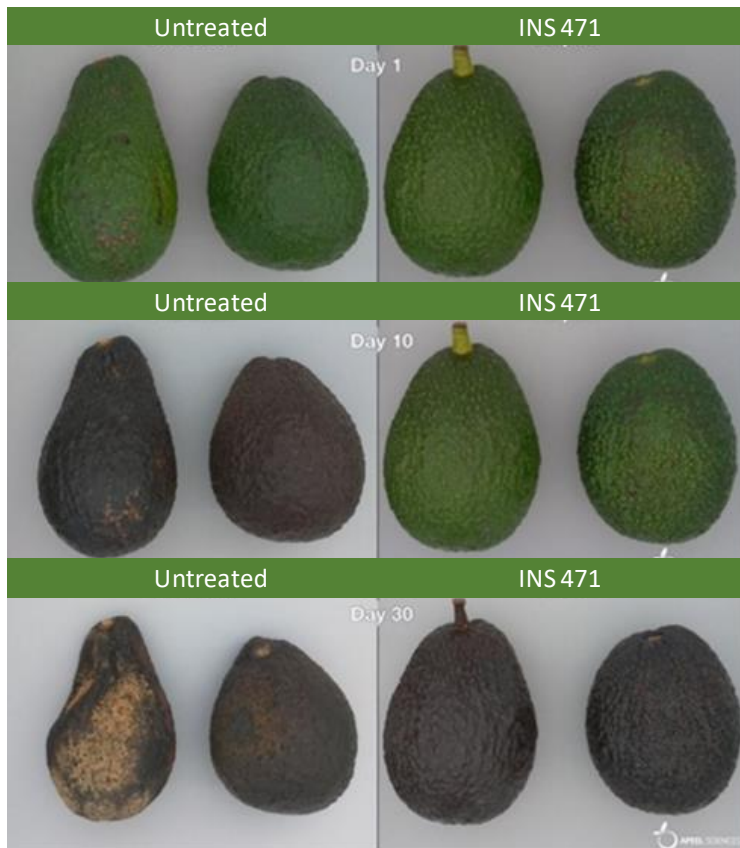 Untreated INS 471
Day 1
Untreated INS 471
Day 10
Untreated INS 471
Day 30
APEEL SCIENCES